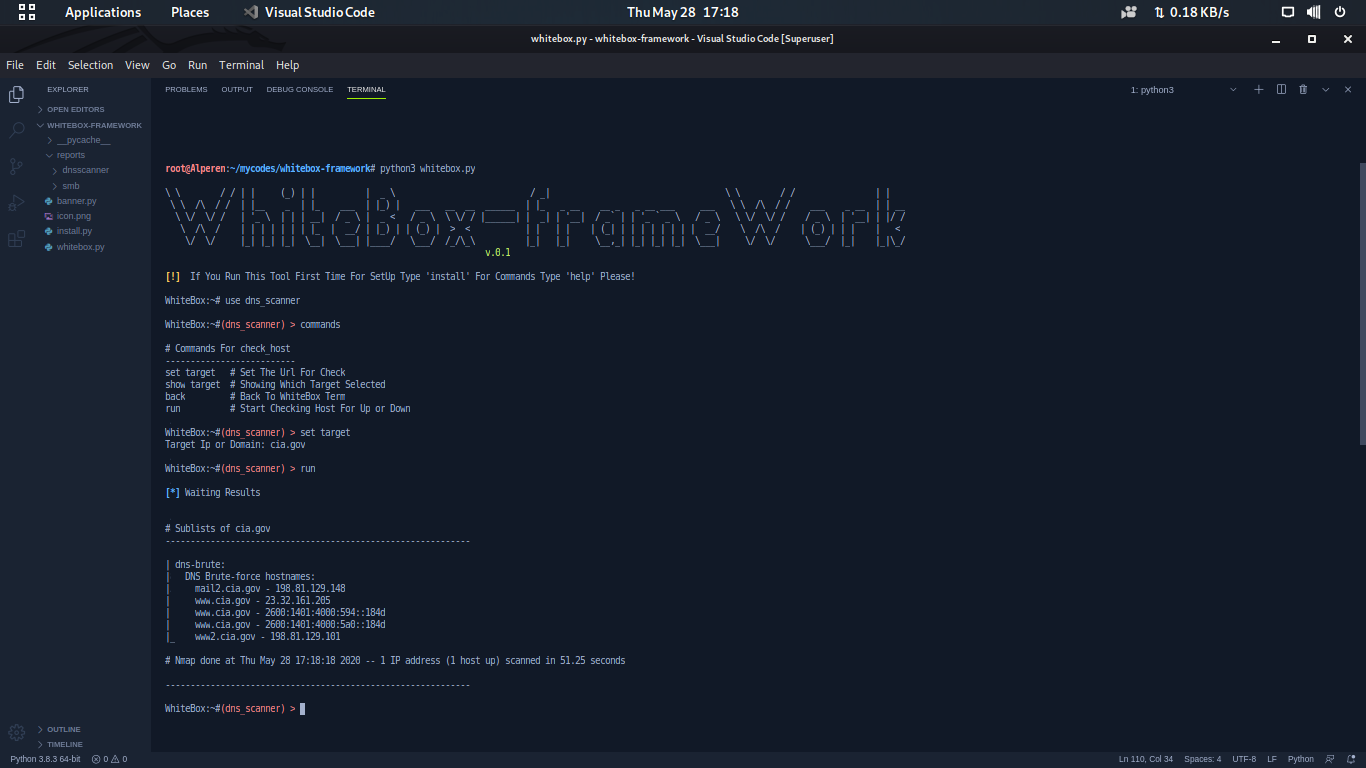 Applications Places Visual Studio Code Thu May 28 17:18 0.18 KB/s
whitebox.py - whitebox-framework - Visual Studio Code [Superuser]
File Edit Selection View Go Run Terminal Help
EXPLORER
OPEN EDITORS
WHITEBOX-FRAMEWORK
__pycache__
reports
dnsscanner
smb
banner.py
icon.png
install.py
whitebox.py
OUTLINE
TIMELINE
PROBLEMS OUTPUT DEBUG CONSOLE TERMINAL 1: python3
root@Alperen:~/mycodes/whitebox-framework# python3 whitebox.py
WhiteBox-FrameWork
v.0.1
[!] If You Run This Tool First Time For SetUp Type 'install' For Commands Type 'help' Please!
WhiteBox:~# use dns_scanner
WhiteBox:~#(dns_scanner) > commands
# Commands For check_host
--------------------------
set target # Set The Url For Check
show target # Showing Which Target Selected
back # Back To WhiteBox Term
run # Start Checking Host For Up or Down
WhiteBox:~#(dns_scanner) > set target
Target Ip or Domain: cia.gov
WhiteBox:~#(dns_scanner) > run
[*] Waiting Results
# Sublists of cia.gov
-------------------------------------------------------------
| dns-brute:
|   DNS Brute-force hostnames:
|     mail2.cia.gov - 198.81.129.148
|     www.cia.gov - 23.32.161.205
|     www.cia.gov - 2600:1401:4000:594::184d
|     www.cia.gov - 2600:1401:4000:5a0::184d
|_    www2.cia.gov - 198.81.129.101
# Nmap done at Thu May 28 17:18:18 2020 -- 1 IP address (1 host up) scanned in 51.25 seconds
-------------------------------------------------------------
WhiteBox:~#(dns_scanner) >
Python 3.8.3 64-bit 0 0 Ln 110, Col 34 Spaces: 4 UTF-8 LF Python